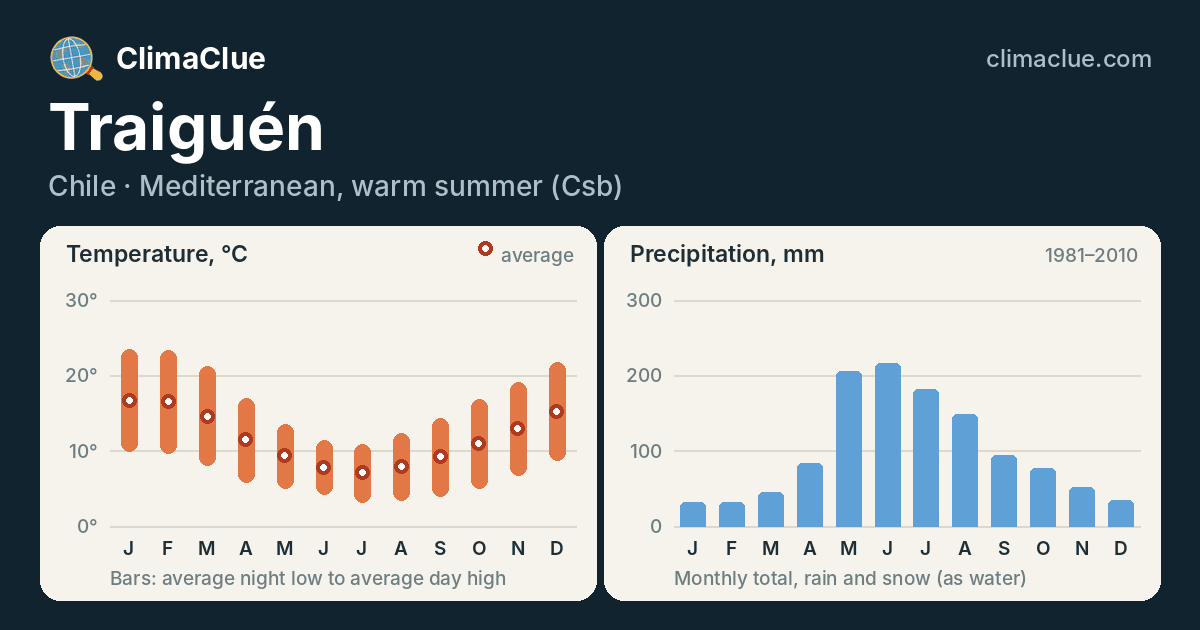 ClimaClue
climaclue.com
Traiguén
Chile · Mediterranean, warm summer (Csb)
Temperature, °C
average
30°
20°
10°
0°
J F M A M J J A S O N D
Bars: average night low to average day high
Precipitation, mm
1981–2010
300
200
100
0
J F M A M J J A S O N D
Monthly total, rain and snow (as water)